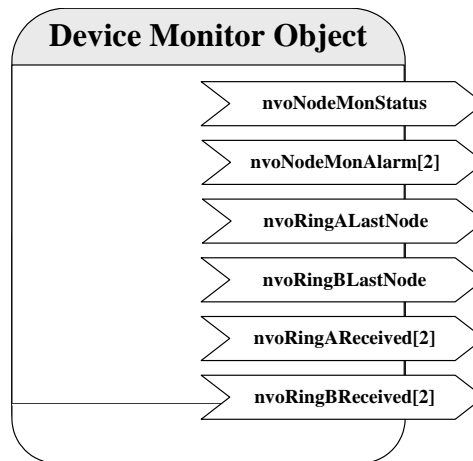 Device Monitor Object
nvoNodeMonStatus
nvoNodeMonAlarm[2]
nvoRingALastNode
nvoRingBLastNode
nvoRingAReceived[2]
nvoRingBReceived[2]